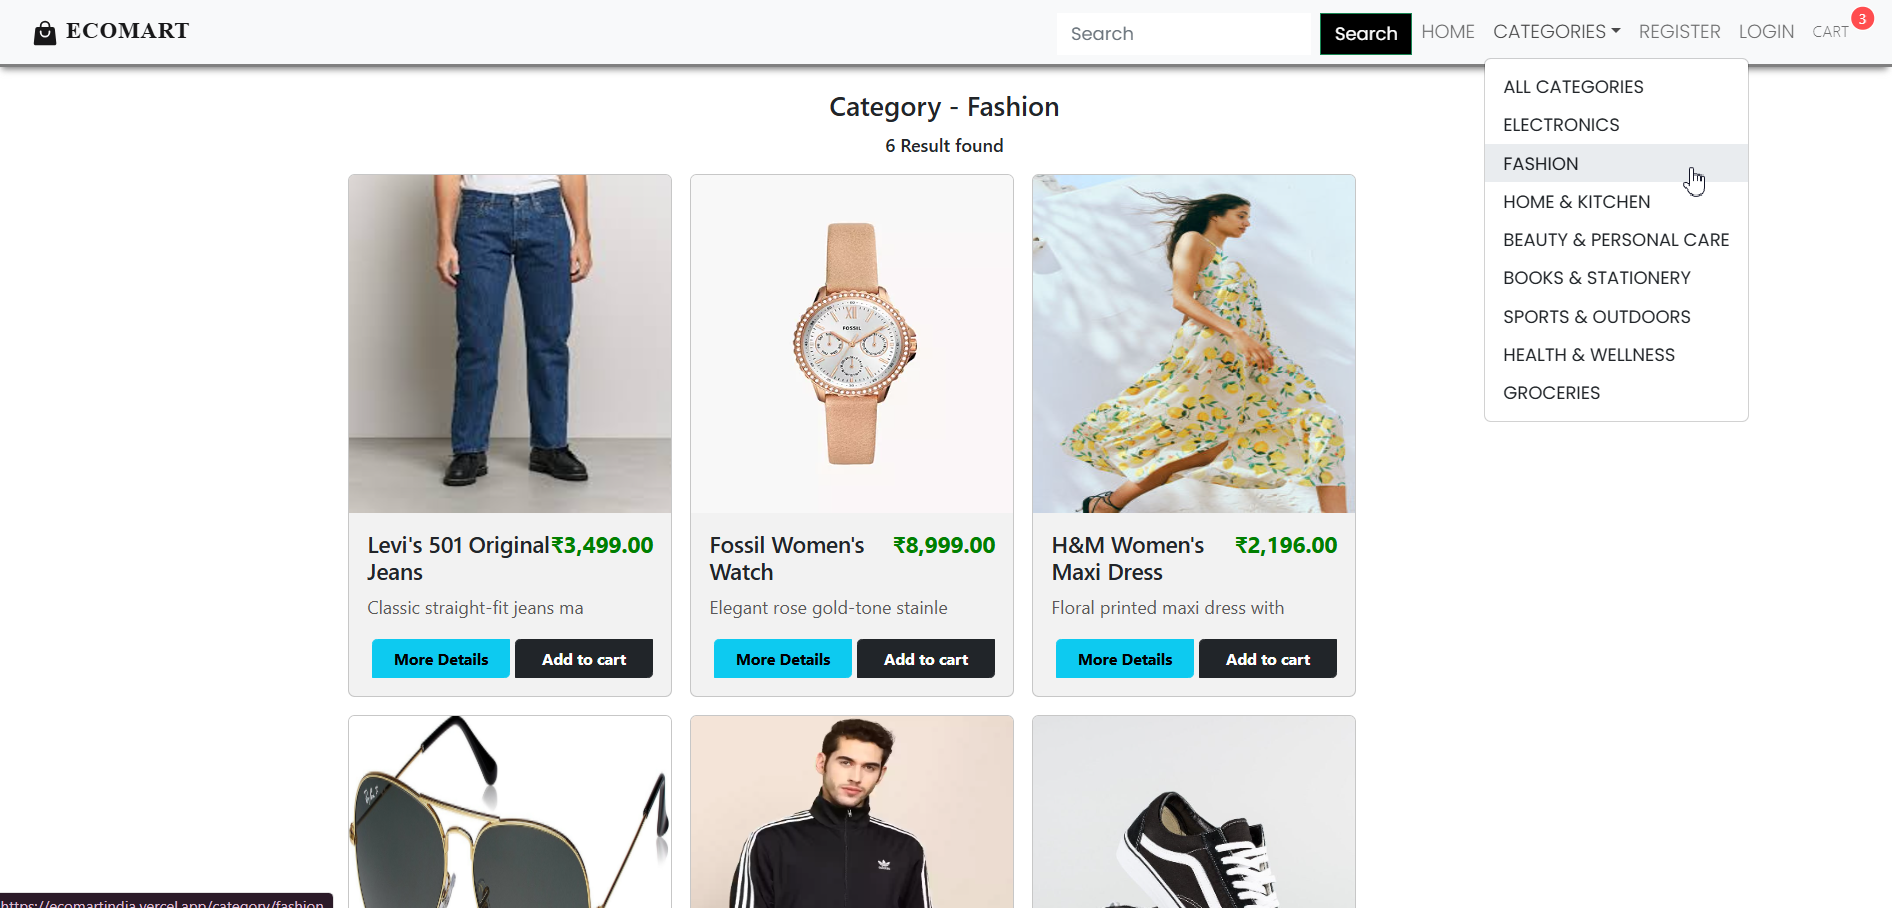 ECOMART
Search
Search
HOME
CATEGORIES
REGISTER
LOGIN
CART
3
ALL CATEGORIES
ELECTRONICS
FASHION
HOME & KITCHEN
BEAUTY & PERSONAL CARE
BOOKS & STATIONERY
SPORTS & OUTDOORS
HEALTH & WELLNESS
GROCERIES
Category - Fashion
6 Result found
FOSSIL
Levi's 501 Original
Jeans
₹3,499.00
Classic straight-fit jeans ma
More Details
Add to cart
Fossil Women's
Watch
₹8,999.00
Elegant rose gold-tone stainle
More Details
Add to cart
H&M Women's
Maxi Dress
₹2,196.00
Floral printed maxi dress with
More Details
Add to cart
Ray-Ban P
https://ecomartindia.vercel.app/category/fashion